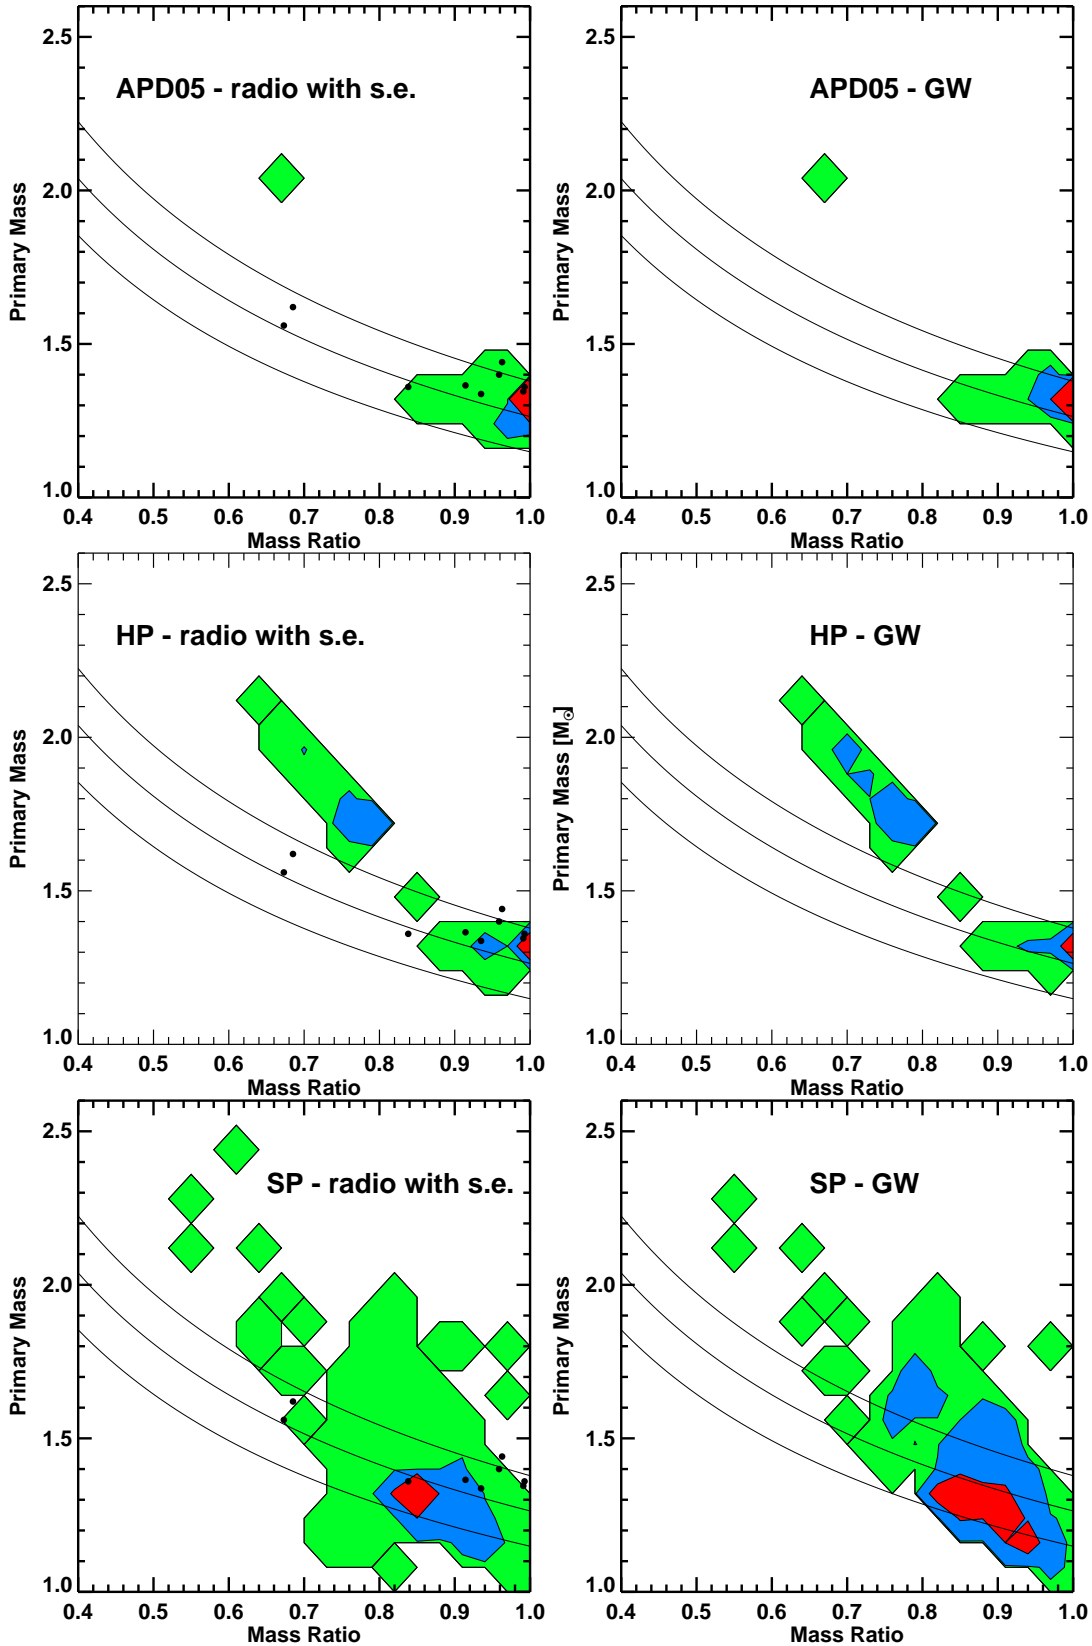 APD05 - radio with s.e.
Primary Mass
2.5
2.0
1.5
1.0
0.4 0.5 0.6 0.7 0.8 0.9 1.0
Mass Ratio
APD05 - GW
Primary Mass
0.4 0.5 0.6 0.7 0.8 0.9 1.0
Mass Ratio
2.5
2.0
1.5
1.0
HP - radio with s.e.
Primary Mass
2.5
2.0
1.5
1.0
0.4 0.5 0.6 0.7 0.8 0.9 1.0
Mass Ratio
HP - GW
Primary Mass [M☉]
2.5
2.0
1.5
1.0
0.4 0.5 0.6 0.7 0.8 0.9 1.0
Mass Ratio
SP - radio with s.e.
Primary Mass
2.5
2.0
1.5
1.0
0.4 0.5 0.6 0.7 0.8 0.9 1.0
Mass Ratio
SP - GW
Primary Mass
2.5
2.0
1.5
1.0
0.4 0.5 0.6 0.7 0.8 0.9 1.0
Mass Ratio